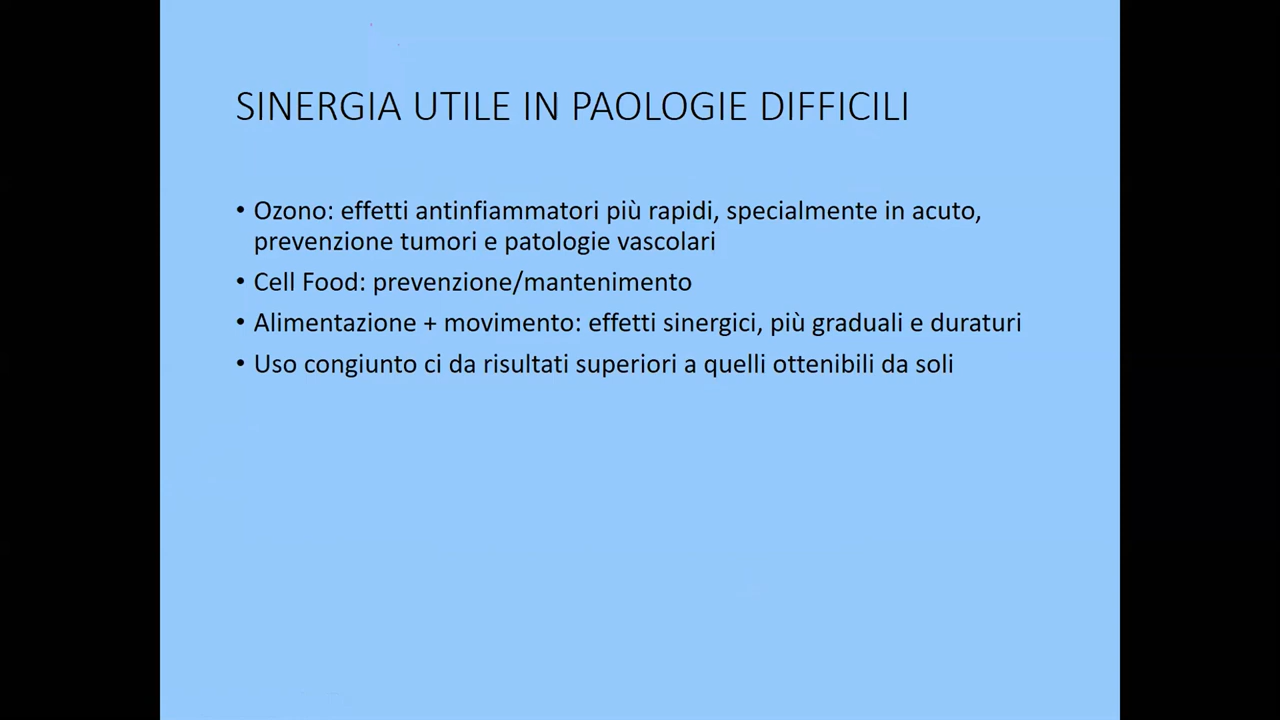 SINERGIA UTILE IN PAOLOGIE DIFFICILI
• Ozono: effetti antinfiammatori più rapidi, specialmente in acuto,
prevenzione tumori e patologie vascolari
• Cell Food: prevenzione/mantenimento
• Alimentazione + movimento: effetti sinergici, più graduali e duraturi
• Uso congiunto ci da risultati superiori a quelli ottenibili da soli